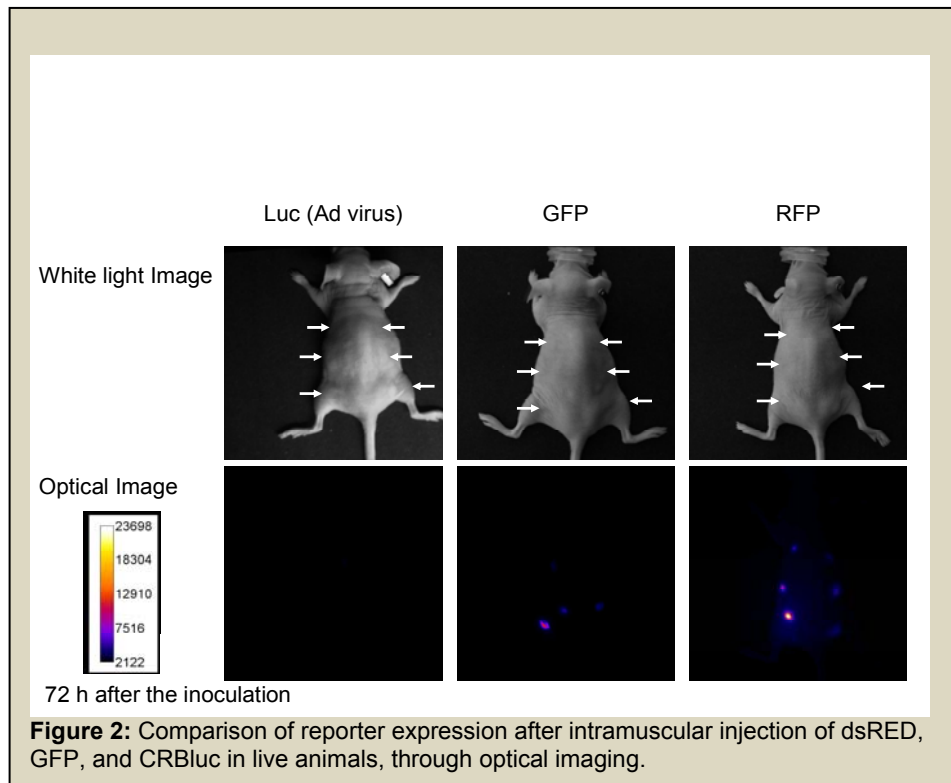 Luc (Ad virus) GFP RFP
White light Image
Optical Image
23698
18304
12910
7516
2122
72 h after the inoculation
Figure 2: Comparison of reporter expression after intramuscular injection of dsRED,
GFP, and CRBluc in live animals, through optical imaging.